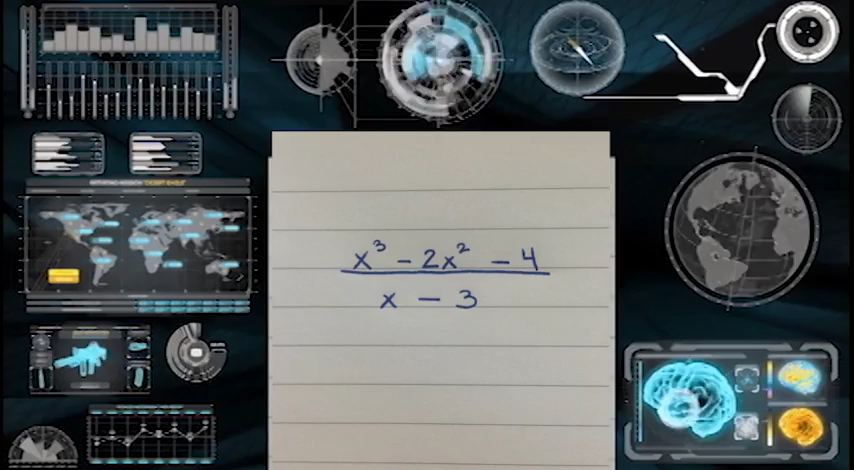 x³ − 2x² − 4
x − 3